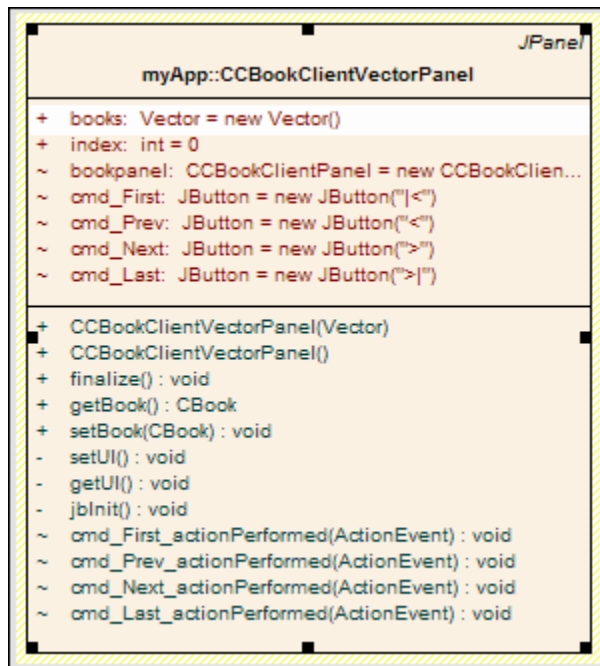 JPanel
myApp::CCBookClientVectorPanel
+ books: Vector = new Vector()
+ index: int = 0
~ bookpanel: CCBookClientPanel = new CCBookClien...
~ cmd_First: JButton = new JButton("|<")
~ cmd_Prev: JButton = new JButton("<")
~ cmd_Next: JButton = new JButton(">")
~ cmd_Last: JButton = new JButton(">|")
+ CCBookClientVectorPanel(Vector)
+ CCBookClientVectorPanel()
+ finalize() : void
+ getBook() : CBook
+ setBook(CBook) : void
- setUI() : void
- getUI() : void
- jbInit() : void
~ cmd_First_actionPerformed(ActionEvent) : void
~ cmd_Prev_actionPerformed(ActionEvent) : void
~ cmd_Next_actionPerformed(ActionEvent) : void
~ cmd_Last_actionPerformed(ActionEvent) : void